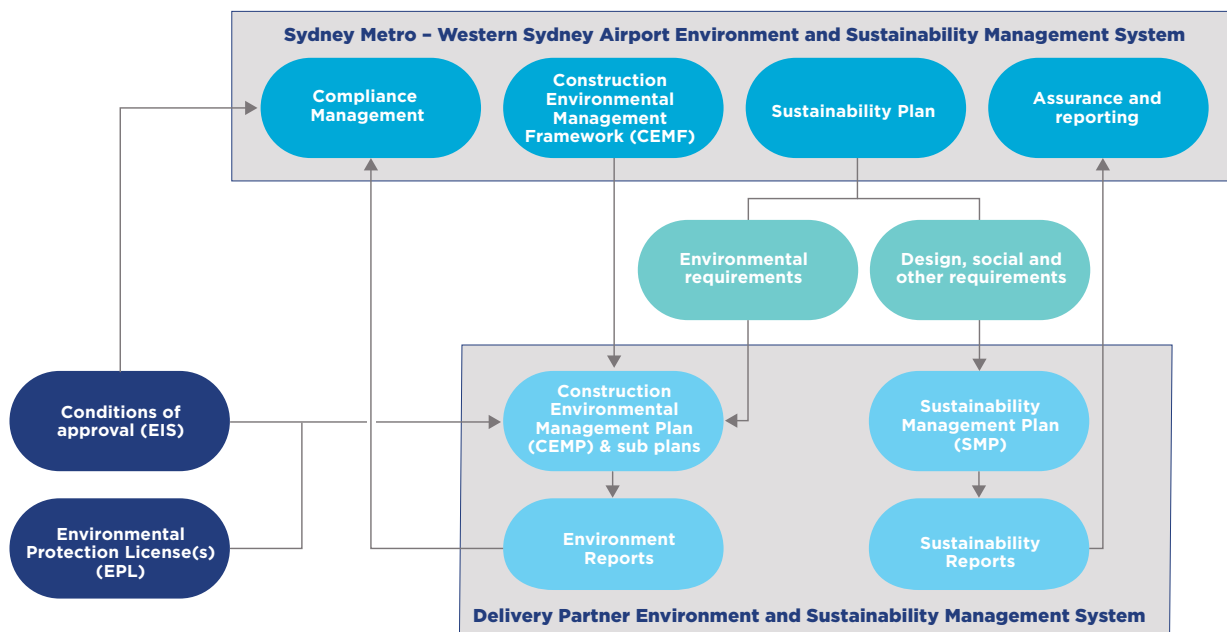 Sydney Metro – Western Sydney Airport Environment and Sustainability Management System
Compliance
Management
Construction
Environmental
Management
Framework (CEMF)
Sustainability Plan
Assurance and
reporting
Environmental
requirements
Design, social and
other requirements
Conditions of
approval (EIS)
Construction
Environmental
Management Plan
(CEMP) & sub plans
Sustainability
Management Plan
(SMP)
Environmental
Protection License(s)
(EPL)
Environment
Reports
Sustainability
Reports
Delivery Partner Environment and Sustainability Management System